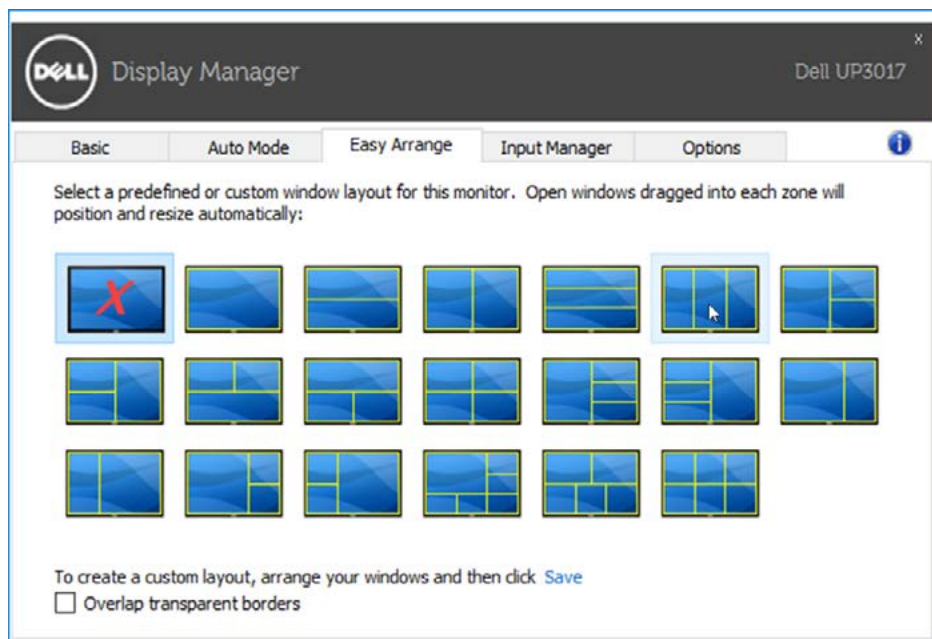 DELL Display Manager
X
Dell UP3017
Basic
Auto Mode
Easy Arrange
Input Manager
Options
Select a predefined or custom window layout for this monitor. Open windows dragged into each zone will
position and resize automatically:
X
To create a custom layout, arrange your windows and then click Save
Overlap transparent borders